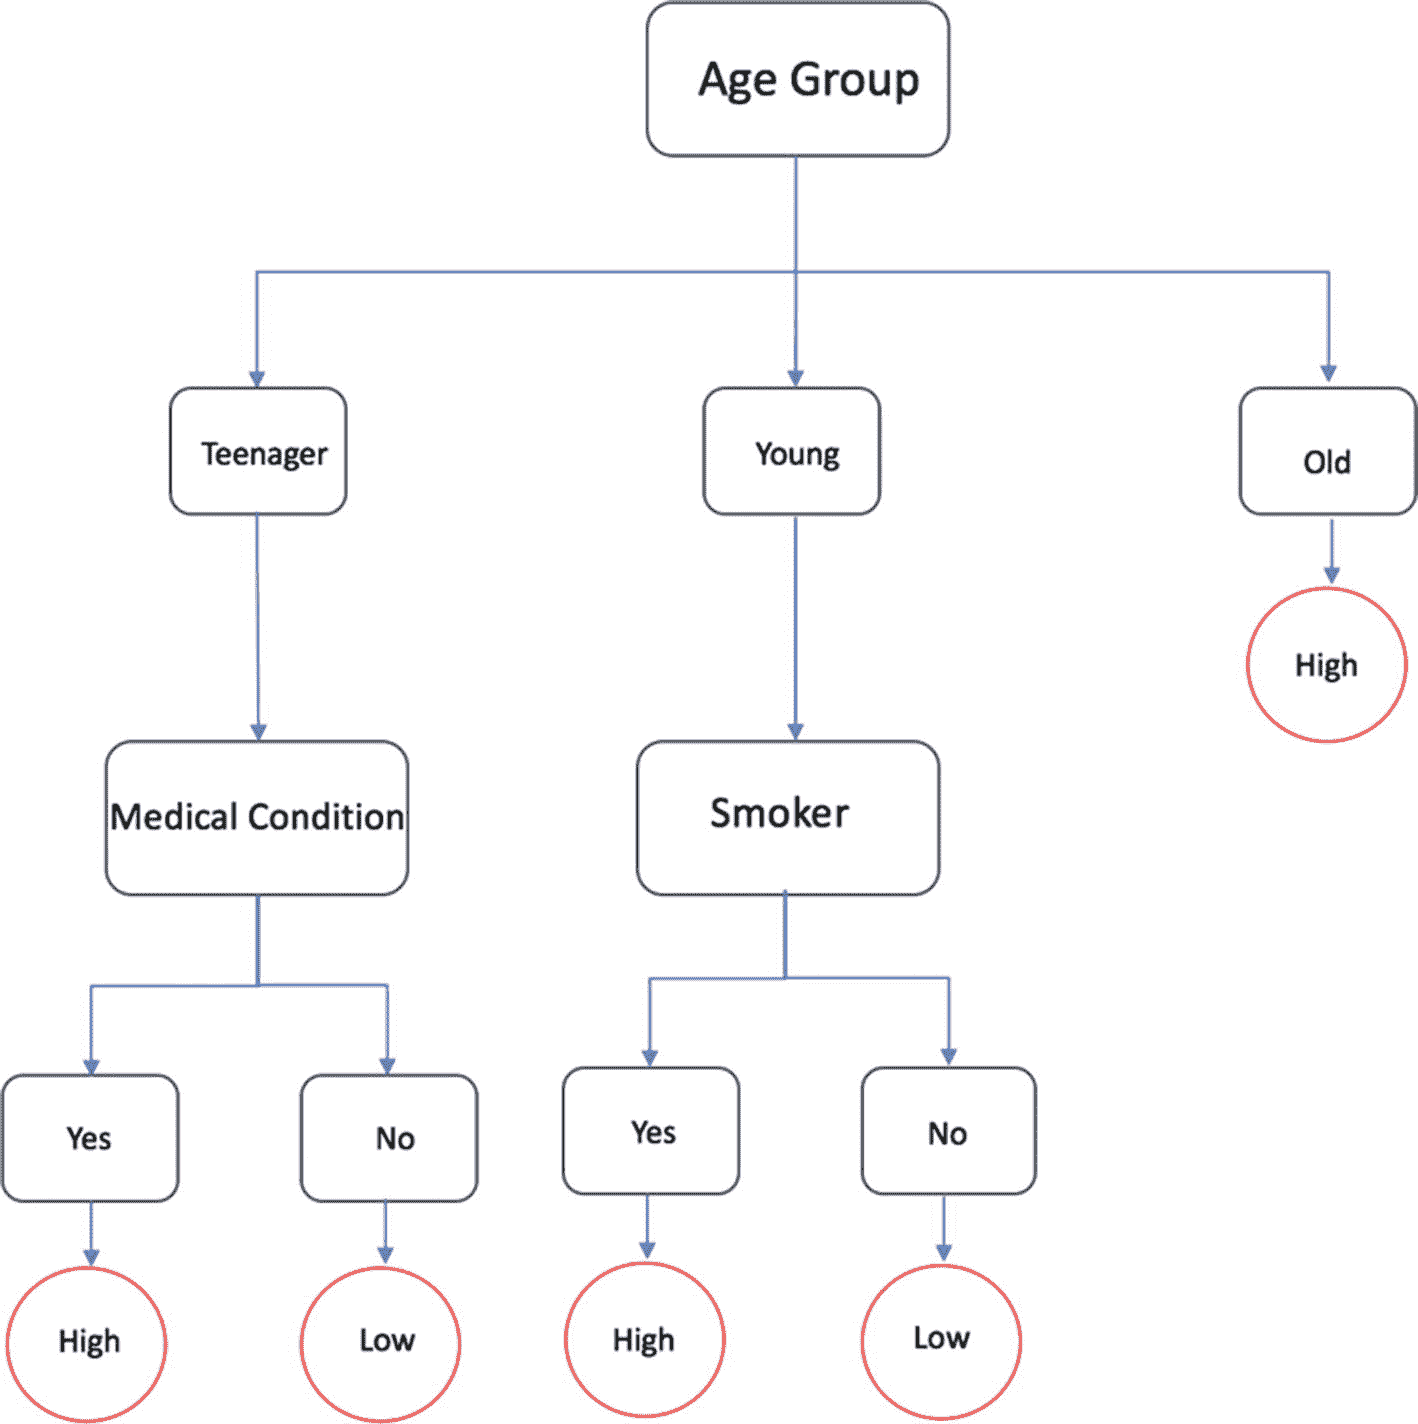 Age Group
Teenager
Young
Old
High
Medical Condition
Smoker
Yes
No
Yes
No
High
Low
High
Low